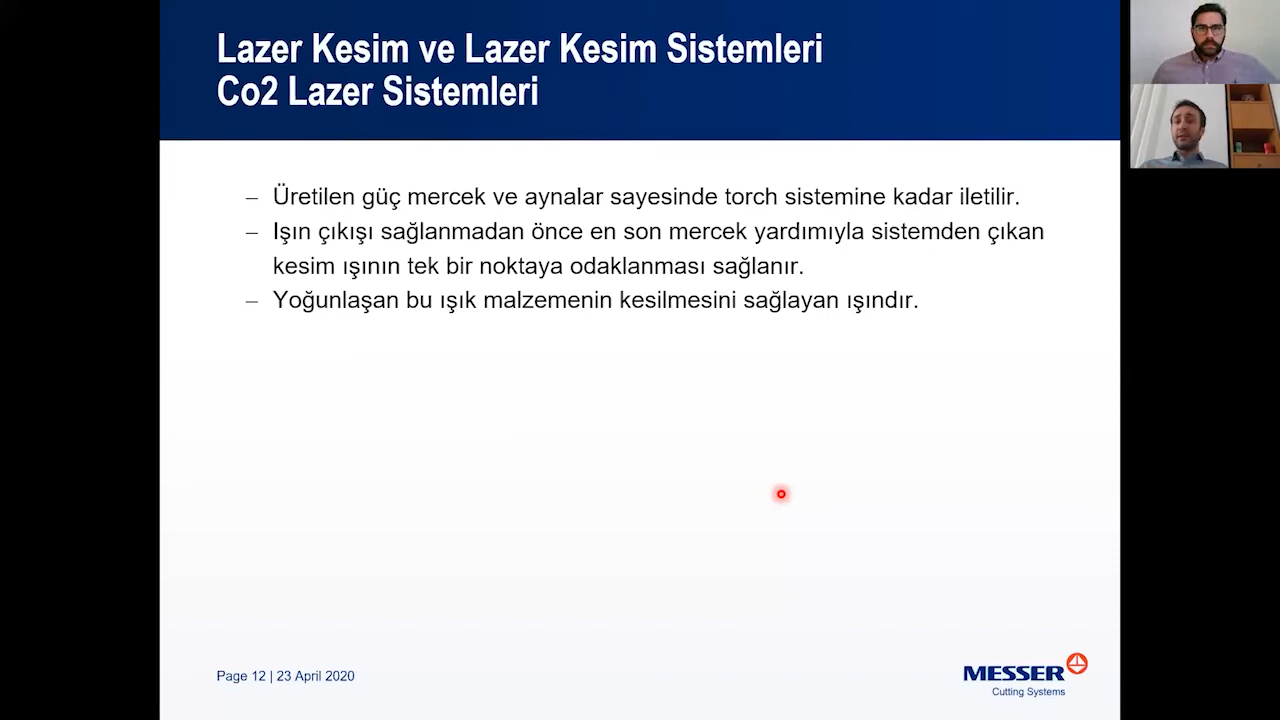 Lazer Kesim ve Lazer Kesim Sistemleri
Co2 Lazer Sistemleri
– Üretilen güç mercek ve aynalar sayesinde torch sistemine kadar iletilir.
– Işın çıkışı sağlanmadan önce en son mercek yardımıyla sistemden çıkan
kesim ışının tek bir noktaya odaklanması sağlanır.
– Yoğunlaşan bu ışık malzemenin kesilmesini sağlayan ışındır.
Page 12 | 23 April 2020
MESSER
Cutting Systems